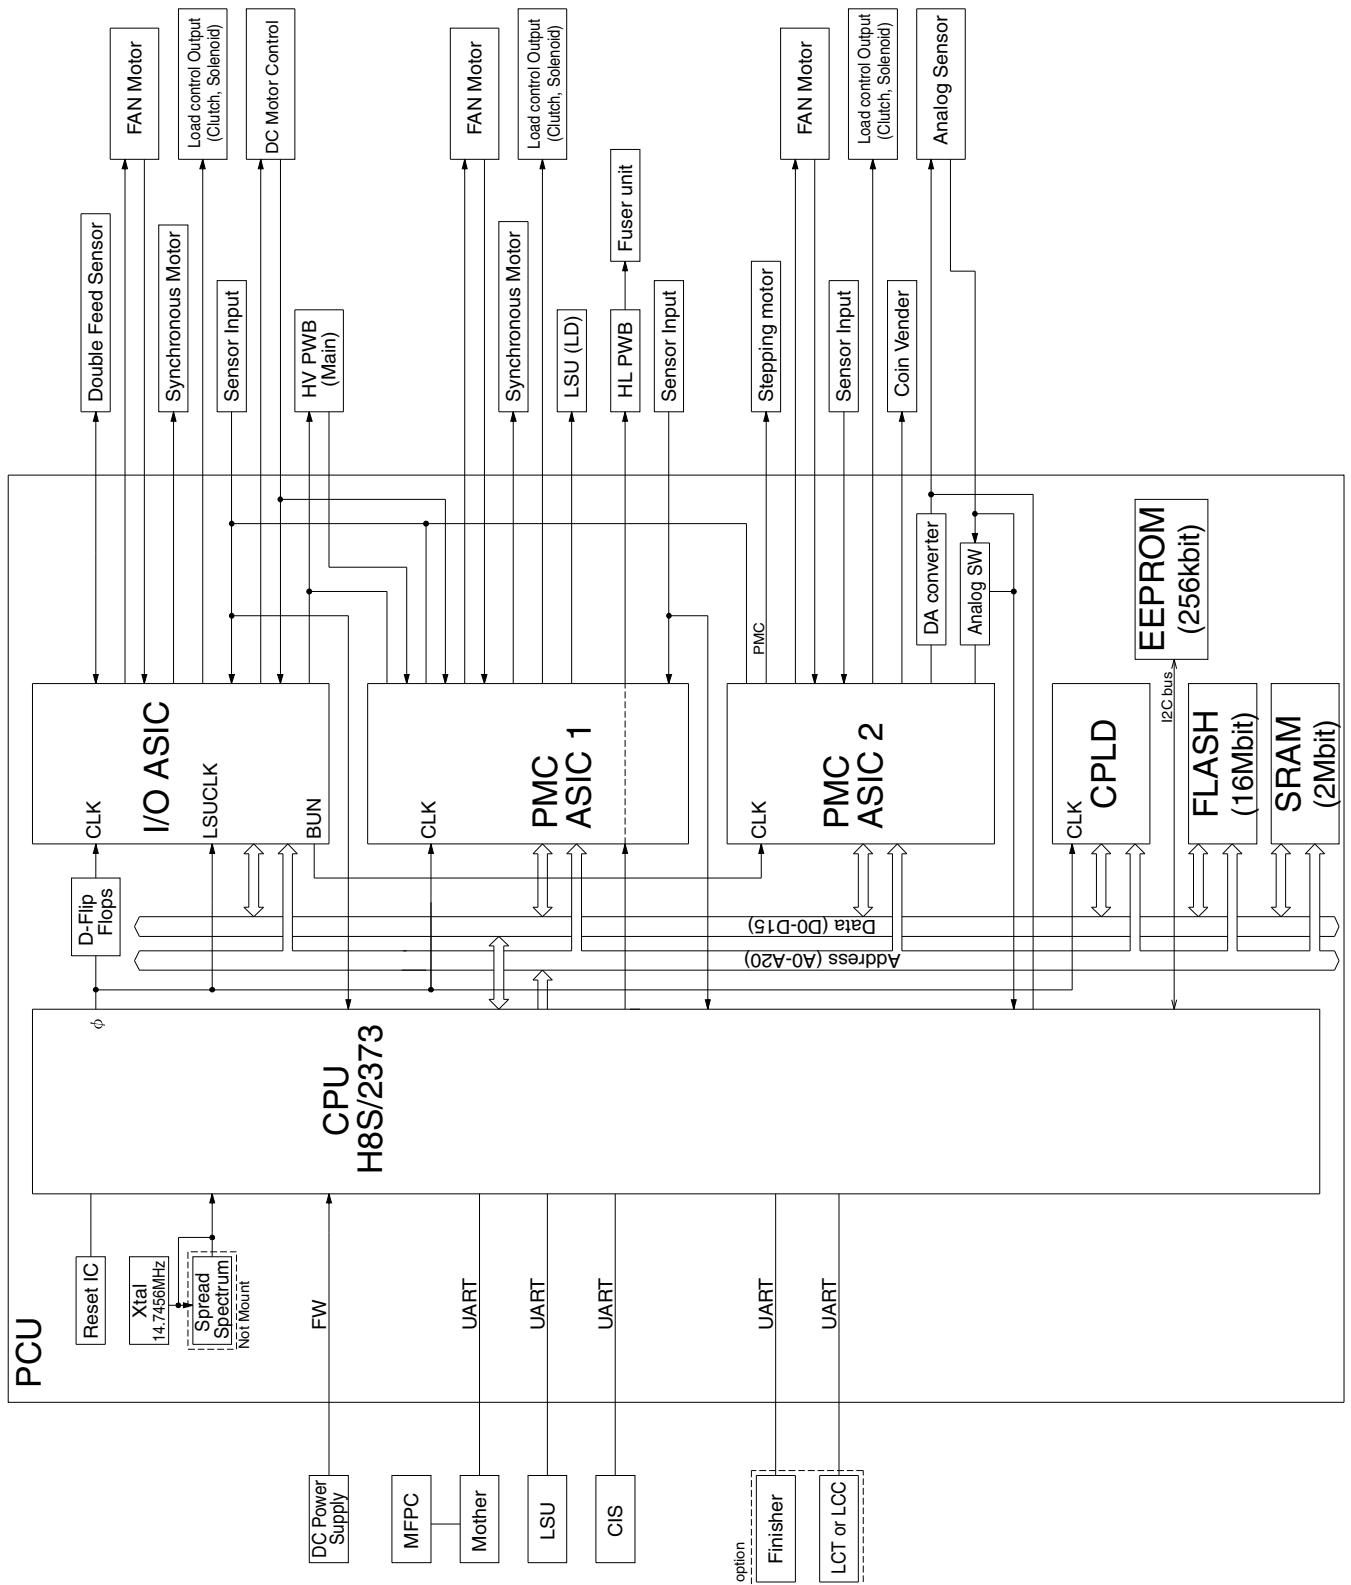 PCU
Reset IC
Xtal
14.7456MHz
Spread
Spectrum
Not Mount
DC Power
Supply
FW
MFPC
Mother
UART
LSU
UART
CIS
UART
option
Finisher
UART
LCT or LCC
UART
CPU
H8S/2373
ϕ
D-Flip
Flops
Address (A0-A20)
Data (D0-D15)
CLK
I/O ASIC
LSUCLK
BUN
CLK
PMC
ASIC 1
CLK
PMC
ASIC 2
CLK
CPLD
FLASH
(16Mbit)
SRAM
(2Mbit)
I2C bus
EEPROM
(256kbit)
PMC
DA converter
Analog SW
Double Feed Sensor
FAN Motor
Synchronous Motor
Load control Output
(Clutch, Solenoid)
Sensor Input
DC Motor Control
HV PWB
(Main)
FAN Motor
Synchronous Motor
Load control Output
(Clutch, Solenoid)
LSU (LD)
HL PWB
Fuser unit
Sensor Input
Stepping motor
FAN Motor
Sensor Input
Load control Output
(Clutch, Solenoid)
Coin Vender
Analog Sensor